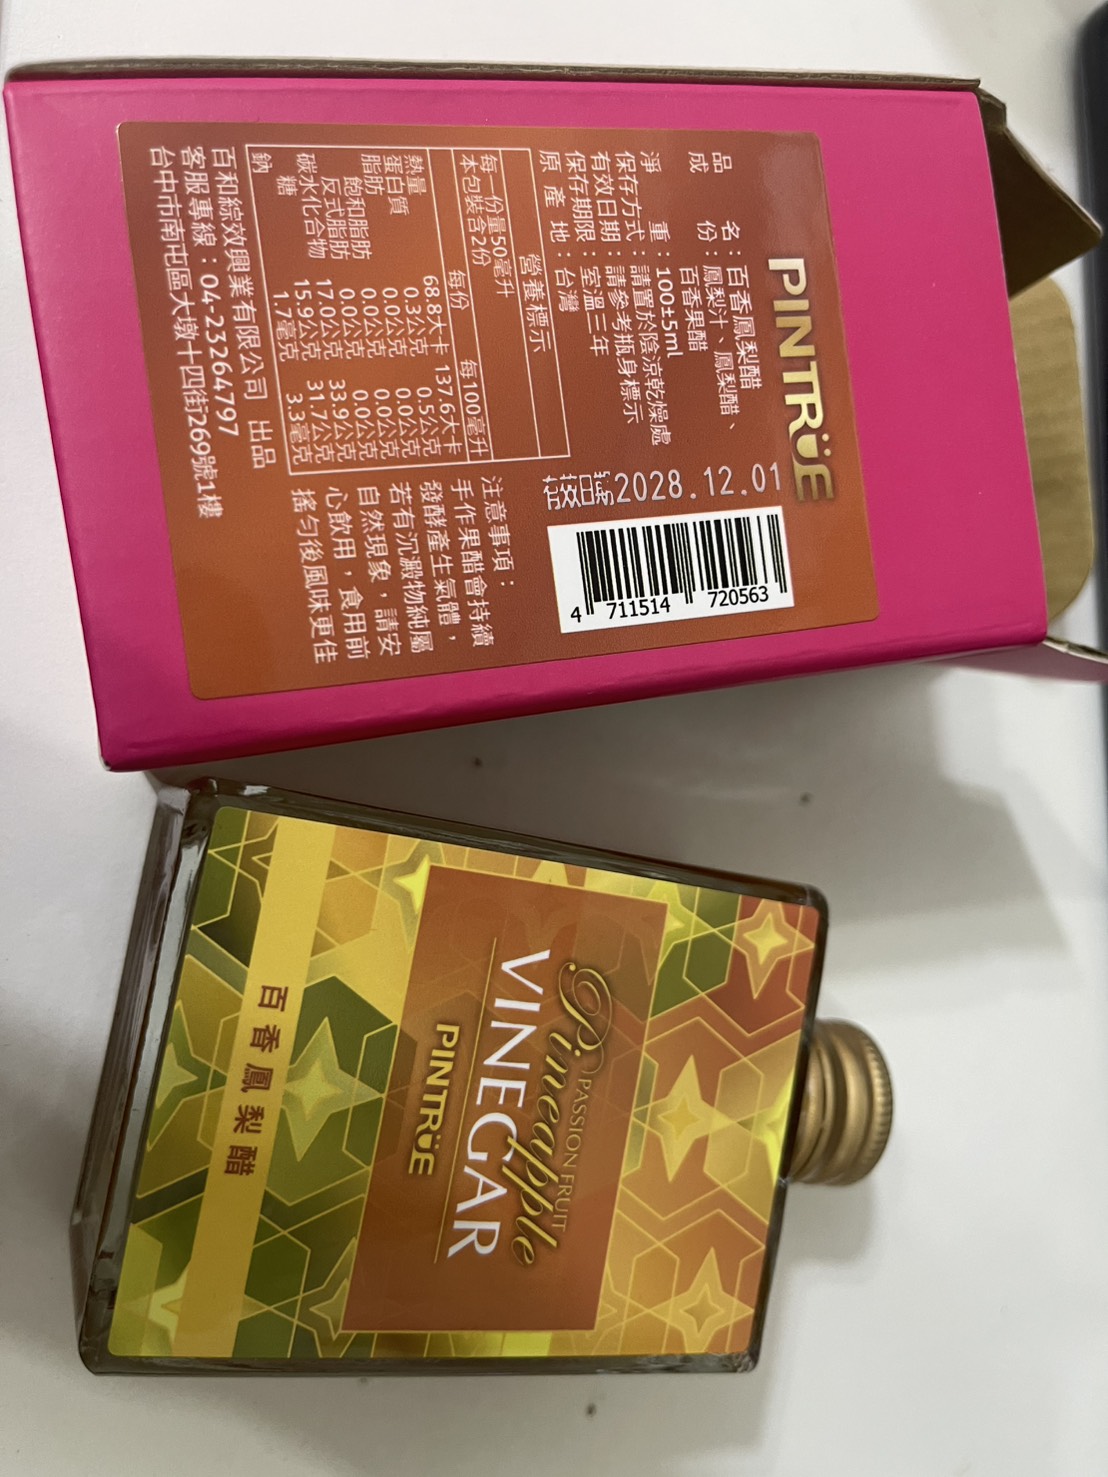 PINTRUE
品名：百香鳳梨醋
成份：鳳梨汁、鳳梨醋、
百香果醋
淨重：100±5ml
保存方式：請置於陰涼乾燥處
有效日期：請參考瓶身標示
保存期限：室溫三年
原產地：台灣
營養標示
每一份量50毫升
本包裝含2份
每份 每100毫升
熱量 68.8大卡 137.6大卡
蛋白質 0.3公克 0.5公克
脂肪 0.0公克 0.0公克
飽和脂肪 0.0公克 0.0公克
反式脂肪 0.0公克 0.0公克
碳水化合物 17.0公克 33.9公克
糖 15.9公克 31.7公克
鈉 1.7毫克 3.3毫克
百和綜效興業有限公司 出品
客服專線：04-23264797
台中市南屯區大墩十四街269號1樓
有效日期2028.12.01
4 711514 720563
注意事項：
手作果醋會持續
發酵產生氣體，
若有沉澱物純屬
自然現象，請安
心飲用，食用前
搖勻後風味更佳
PASSION FRUIT
Pineapple
VINEGAR
PINTRUE
百香鳳梨醋